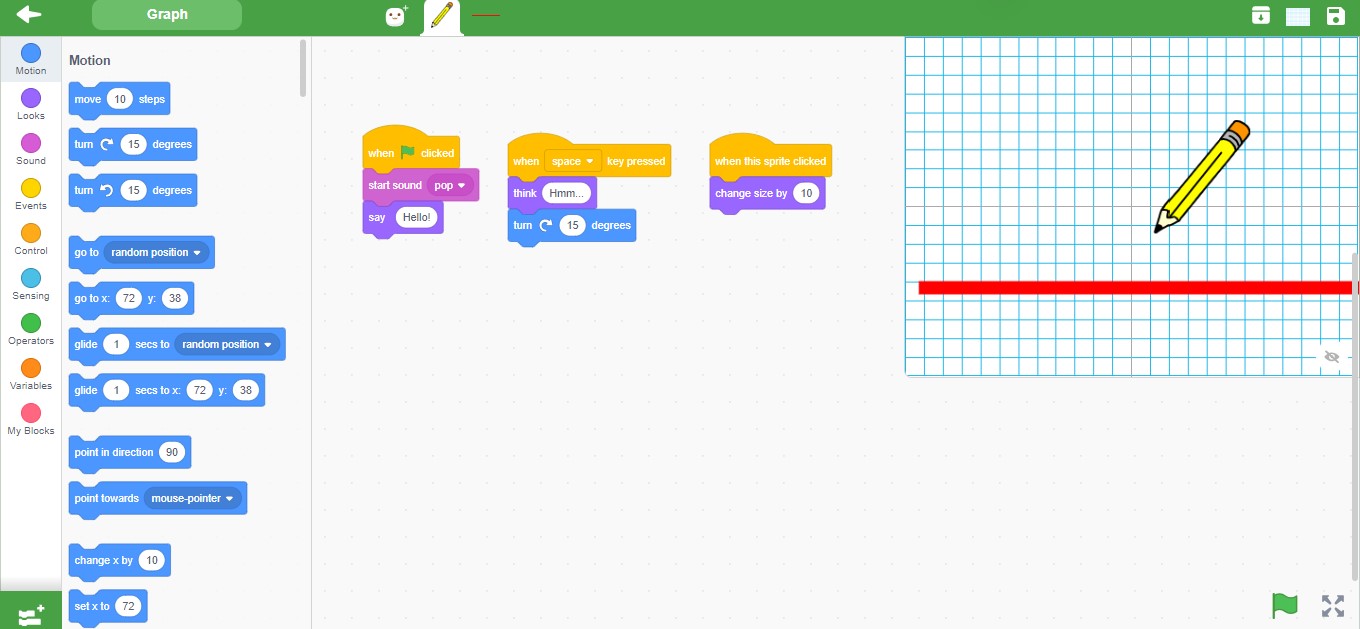 Graph
Motion
Looks
Sound
Events
Control
Sensing
Operators
Variables
My Blocks
Motion
move 10 steps
turn 15 degrees
turn 15 degrees
go to random position
go to x: 72 y: 38
glide 1 secs to random position
glide 1 secs to x: 72 y: 38
point in direction 90
point towards mouse-pointer
change x by 10
set x to 72
when clicked
start sound pop
say Hello!
when space key pressed
think Hmm...
turn 15 degrees
when this sprite clicked
change size by 10